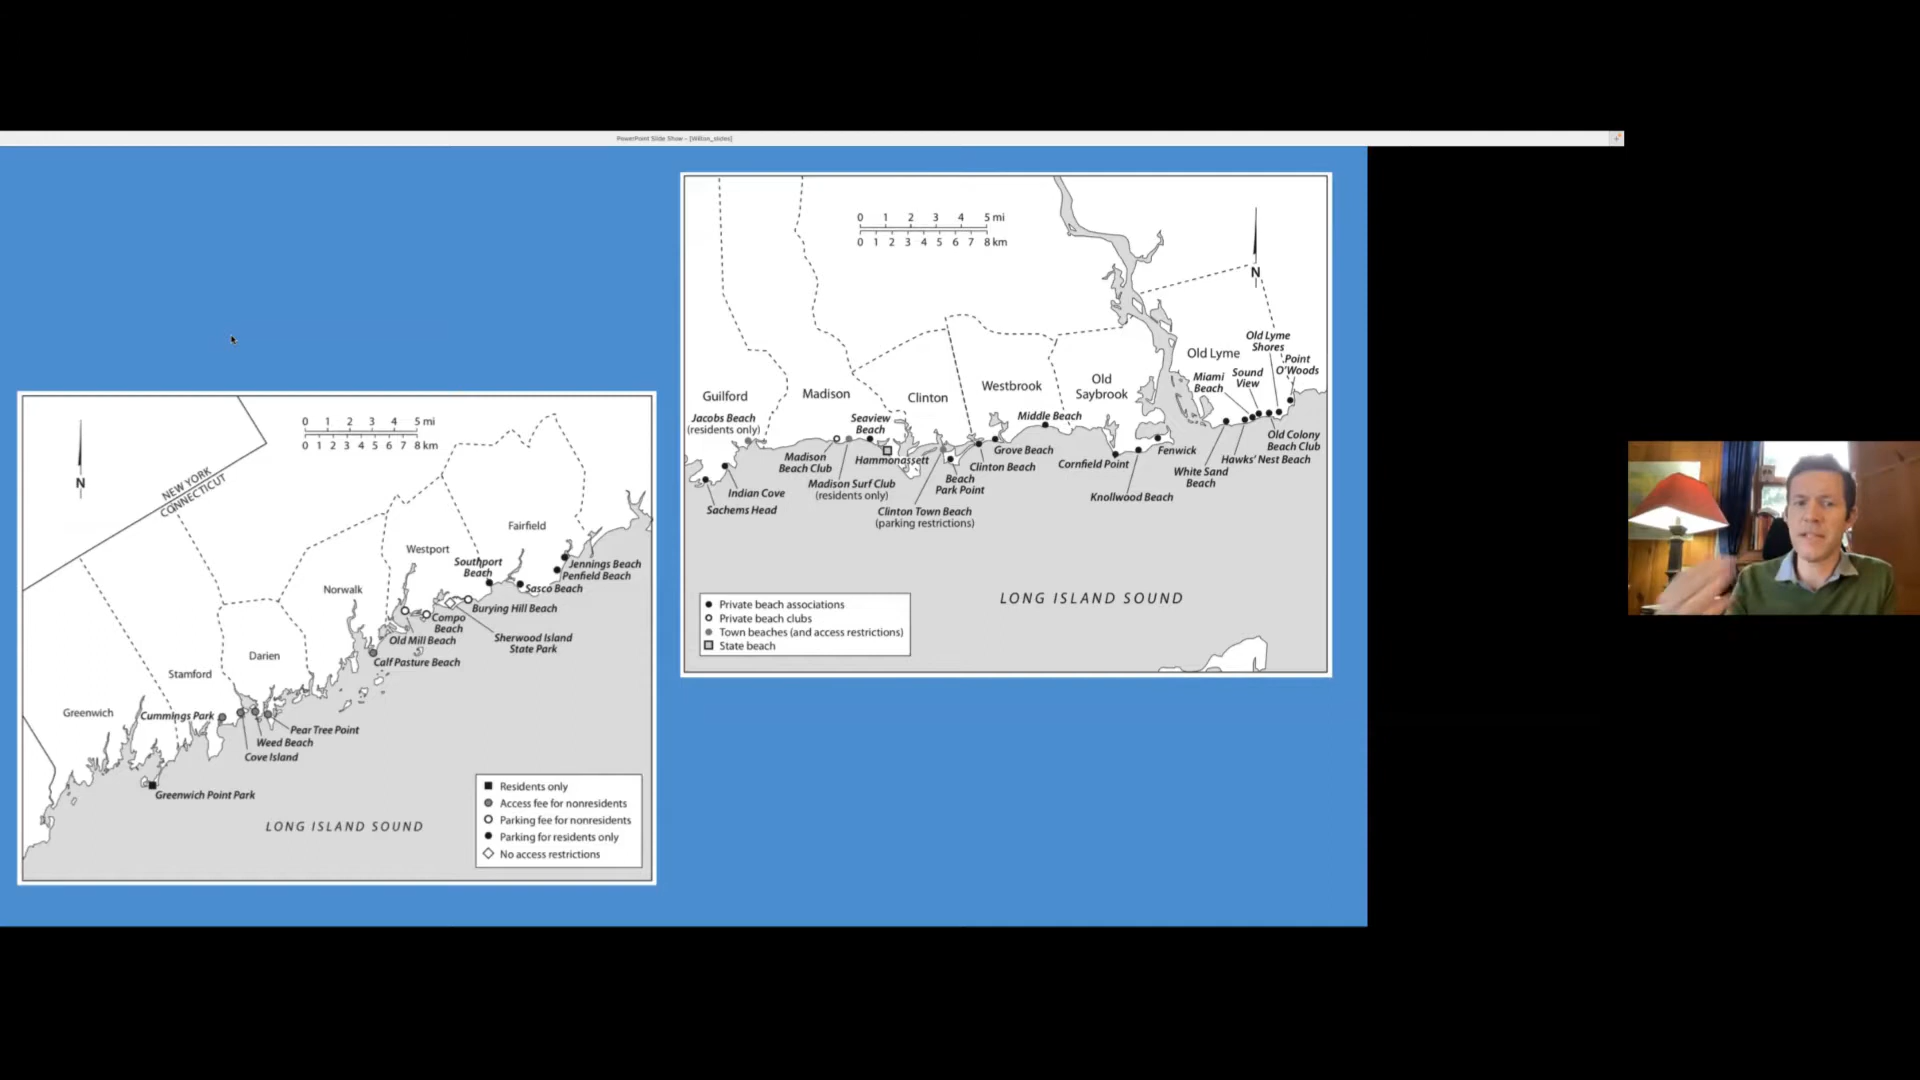 PowerPoint Slide Show - [Wilton_slides]
0 1 2 3 4 5 mi
0 1 2 3 4 5 6 7 8 km
N
NEW YORK
CONNECTICUT
Fairfield
Westport
Southport
Beach
Jennings Beach
Penfield Beach
Sasco Beach
Norwalk
Burying Hill Beach
Compo
Beach
Old Mill Beach
Sherwood Island
State Park
Calf Pasture Beach
Darien
Stamford
Greenwich
Cummings Park
Pear Tree Point
Weed Beach
Cove Island
Greenwich Point Park
LONG ISLAND SOUND
Residents only
Access fee for nonresidents
Parking fee for nonresidents
Parking for residents only
No access restrictions
0 1 2 3 4 5 mi
0 1 2 3 4 5 6 7 8 km
N
Old Lyme
Shores
Old Lyme
Point
O'Woods
Sound
View
Miami
Beach
Old
Saybrook
Westbrook
Clinton
Madison
Guilford
Jacobs Beach
(residents only)
Seaview
Beach
Middle Beach
Madison
Beach Club
Hammonassett
Grove Beach
Clinton Beach
Cornfield Point
Fenwick
Old Colony
Beach Club
Hawks' Nest Beach
White Sand
Beach
Madison Surf Club
(residents only)
Beach
Park Point
Indian Cove
Knollwood Beach
Sachems Head
Clinton Town Beach
(parking restrictions)
LONG ISLAND SOUND
Private beach associations
Private beach clubs
Town beaches (and access restrictions)
State beach